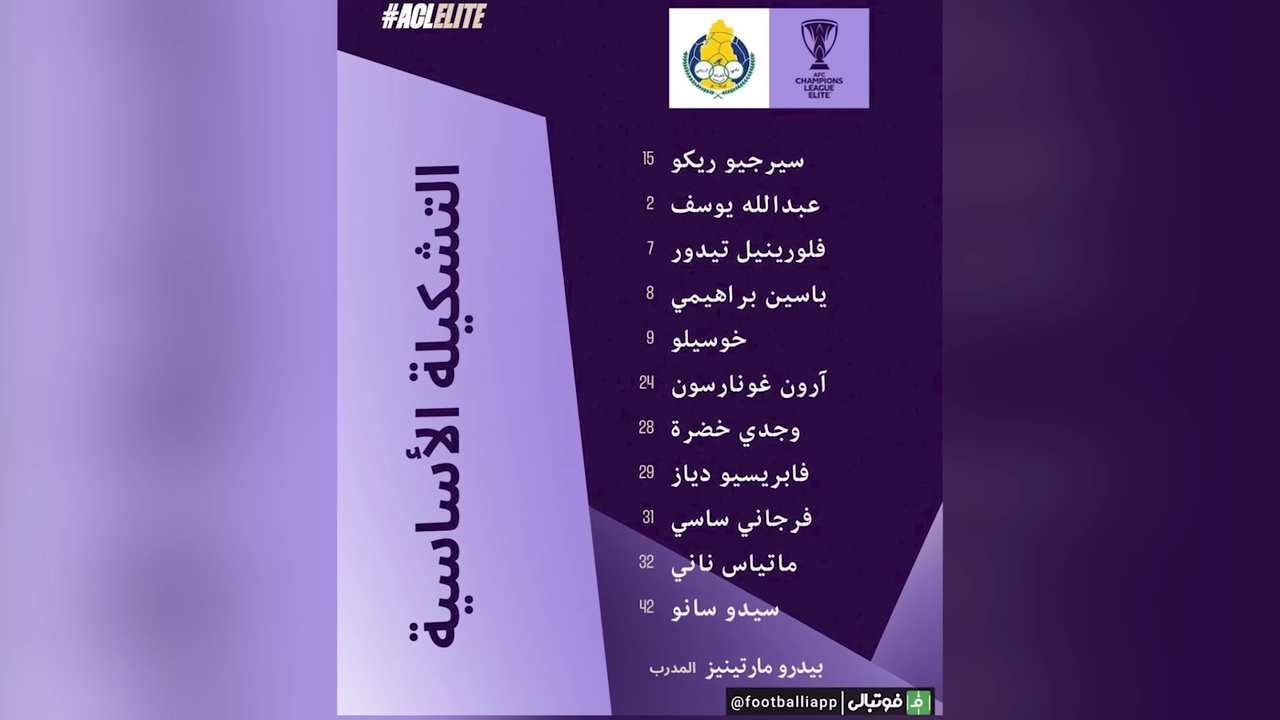 #ACLELITE
AFC
CHAMPIONS
LEAGUE
ELITE
التشكيلة الأساسية
15 سيرجيو ريكو
2 عبدالله يوسف
7 فلورينيل تيدور
8 ياسين براهيمي
9 خوسيلو
24 آرون غونارسون
28 وجدي خضرة
29 فابريسيو دياز
31 فرجاني ساسي
32 ماتياس ناني
42 سيدو سانو
بيدرو مارتينيز المدرب
@footballiapp | فوتبالی